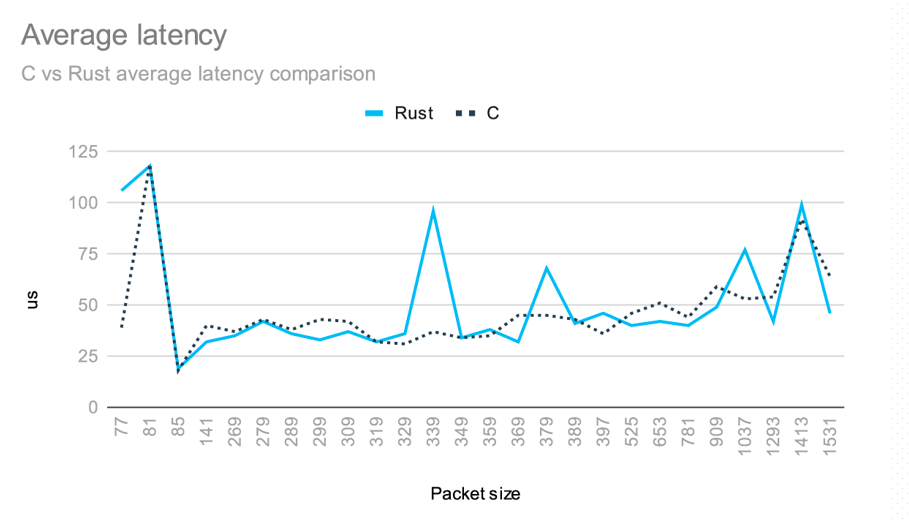 Average latency
C vs Rust average latency comparison
Rust C
125
100
75
50
25
0
us
77 81 85 141 269 279 289 299 309 319 329 339 349 359 369 379 389 397 525 653 781 909 1037 1293 1413 1531
Packet size